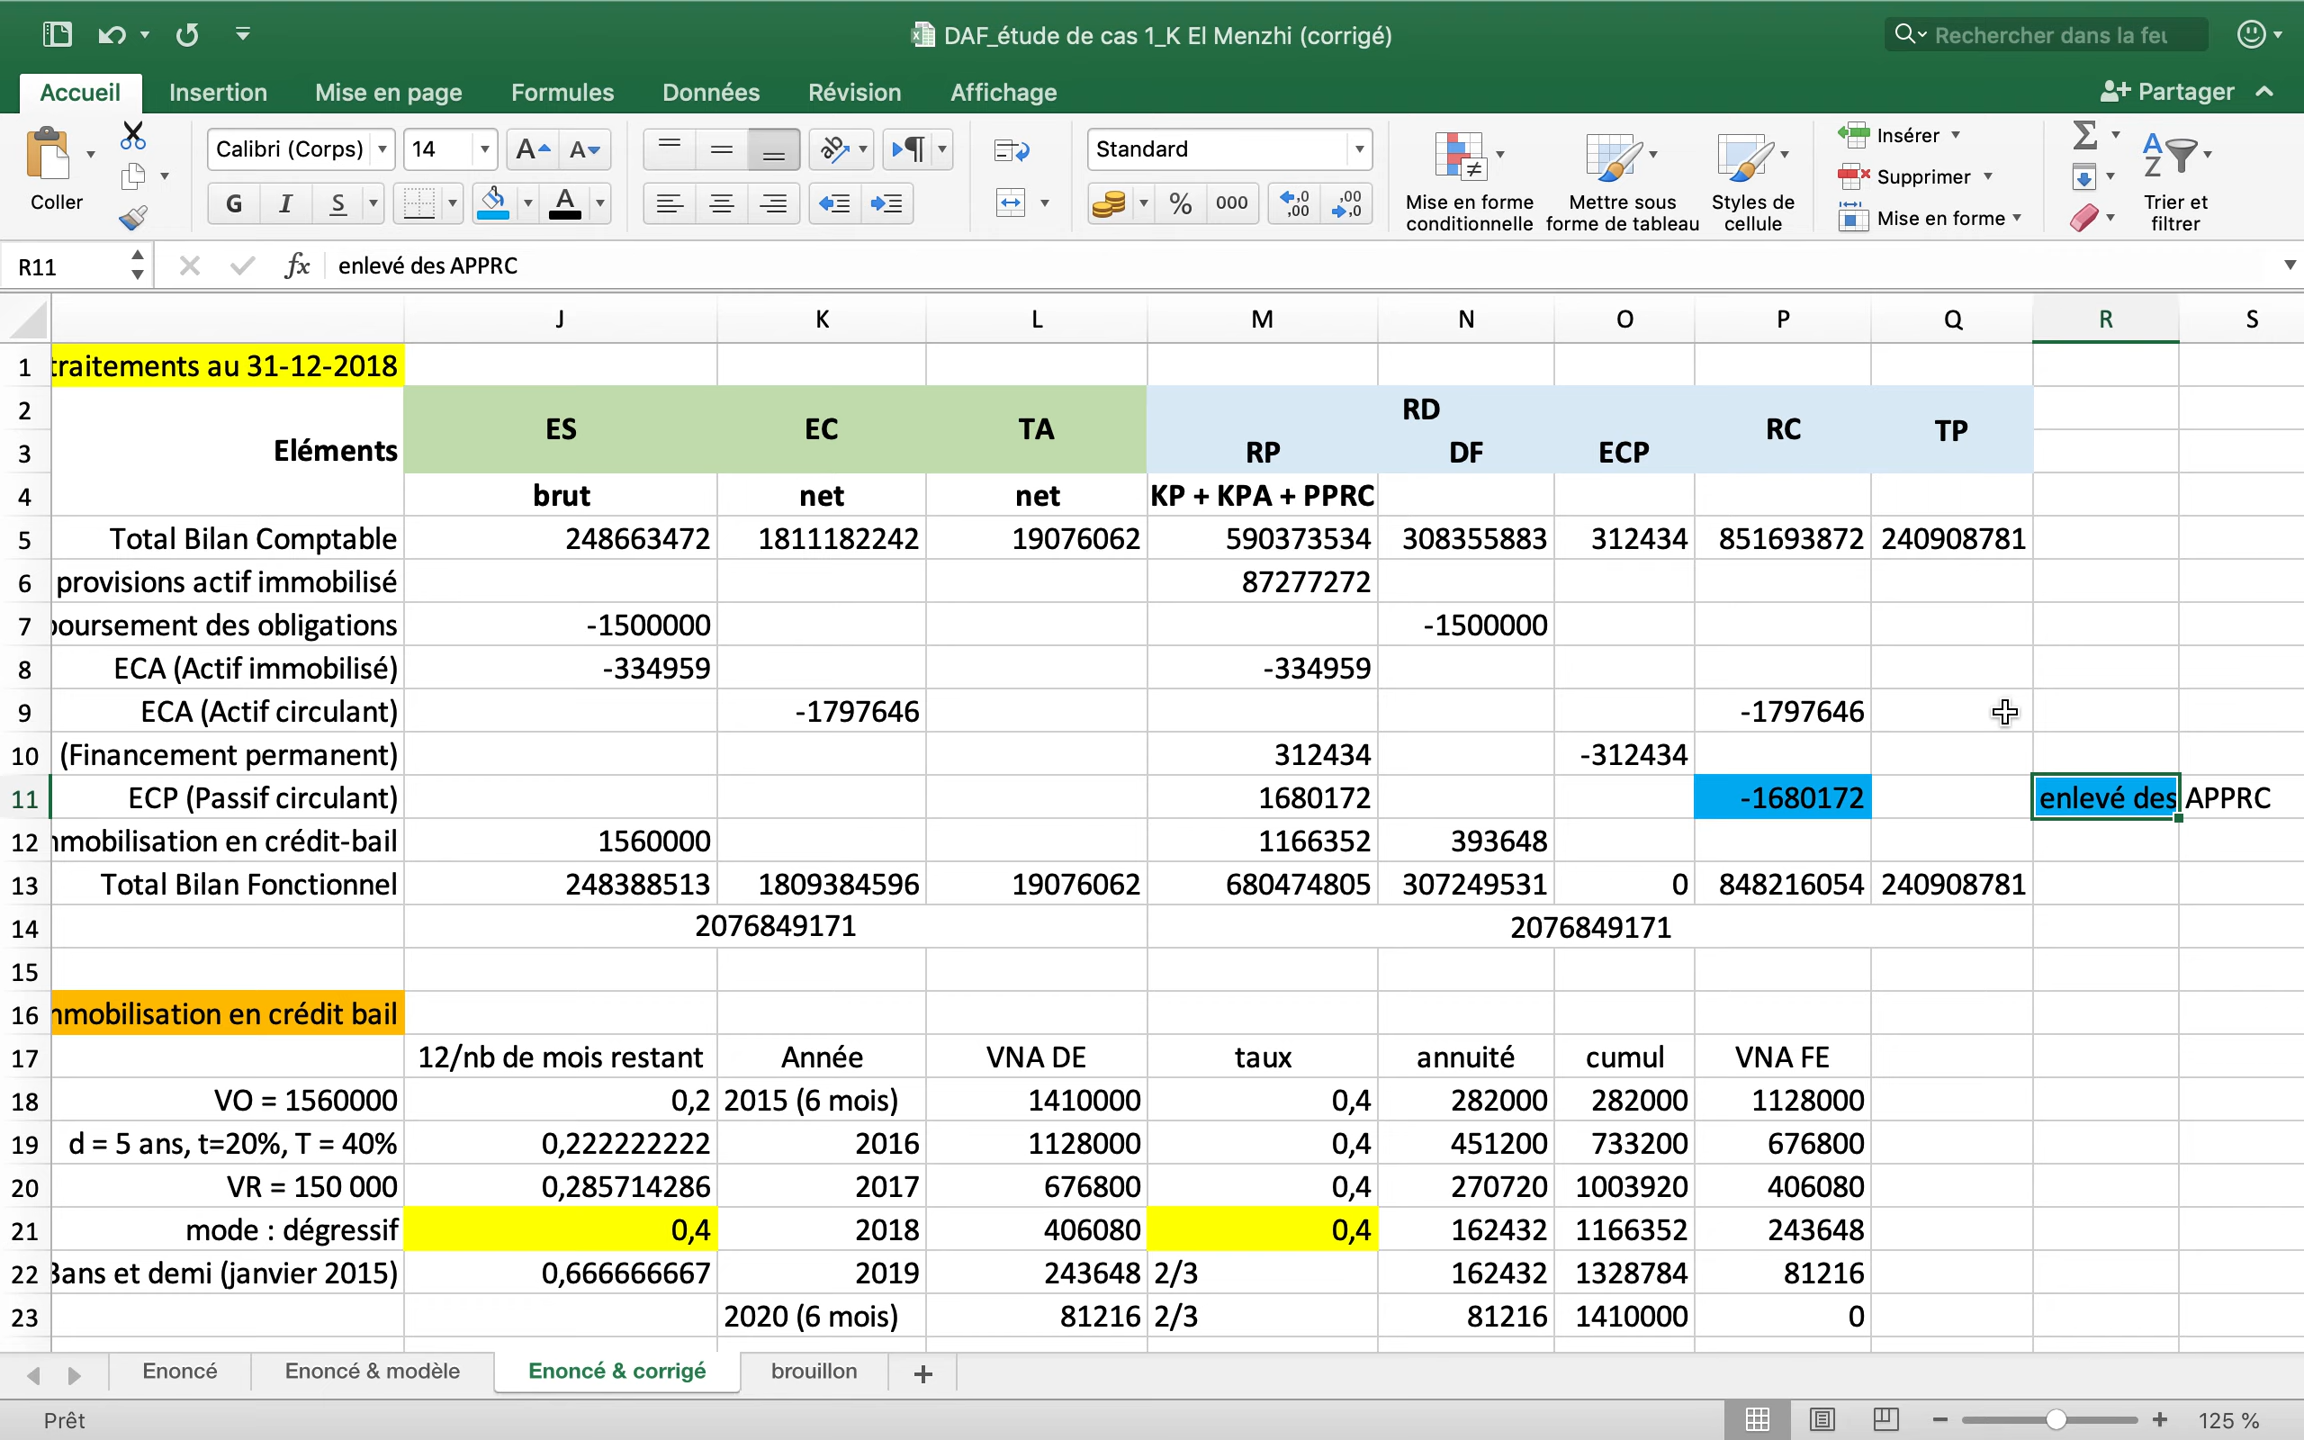 DAF_étude de cas 1_K El Menzhi (corrigé)
Rechercher dans la feu
Accueil Insertion Mise en page Formules Données Révision Affichage Partager
Coller
Calibri (Corps) 14
G I S A
Standard
% 000
Mise en forme conditionnelle
Mettre sous forme de tableau
Styles de cellule
Insérer
Supprimer
Mise en forme
Trier et filtrer
R11 fx enlevé des APPRC
J K L M N O P Q R S
1 traitements au 31-12-2018
2 RD
ES EC TA RC TP
3 Eléments RP DF ECP
4 brut net net KP + KPA + PPRC
5 Total Bilan Comptable 248663472 1811182242 19076062 590373534 308355883 312434 851693872 240908781
6 provisions actif immobilisé 87277272
7 boursement des obligations -1500000 -1500000
8 ECA (Actif immobilisé) -334959 -334959
9 ECA (Actif circulant) -1797646 -1797646
10 (Financement permanent) 312434 -312434
11 ECP (Passif circulant) 1680172 -1680172 enlevé des APPRC
12 mmobilisation en crédit-bail 1560000 1166352 393648
13 Total Bilan Fonctionnel 248388513 1809384596 19076062 680474805 307249531 0 848216054 240908781
14 2076849171 2076849171
15
16 mmobilisation en crédit bail
17 12/nb de mois restant Année VNA DE taux annuité cumul VNA FE
18 VO = 1560000 0,2 2015 (6 mois) 1410000 0,4 282000 282000 1128000
19 d = 5 ans, t=20%, T = 40% 0,222222222 2016 1128000 0,4 451200 733200 676800
20 VR = 150 000 0,285714286 2017 676800 0,4 270720 1003920 406080
21 mode : dégressif 0,4 2018 406080 0,4 162432 1166352 243648
22 3ans et demi (janvier 2015) 0,666666667 2019 243648 2/3 162432 1328784 81216
23 2020 (6 mois) 81216 2/3 81216 1410000 0
Enoncé Enoncé & modèle Enoncé & corrigé brouillon +
Prêt 125 %